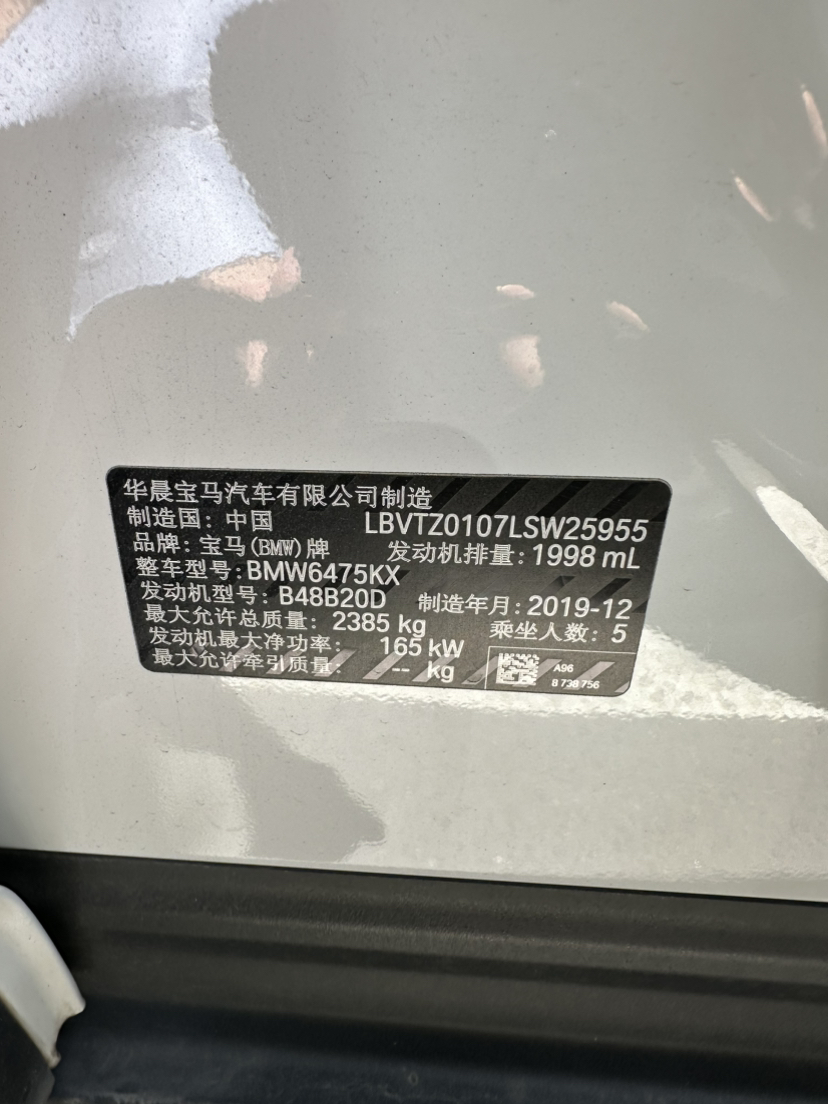 华晨宝马汽车有限公司制造
制造国：中国 LBVTZ0107LSW25955
品牌：宝马(BMW)牌 发动机排量：1998 mL
整车型号：BMW6475KX
发动机型号：B48B20D 制造年月：2019-12
最大允许总质量：2385 kg 乘坐人数：5
发动机最大净功率：165 kW
最大允许牵引质量：-- kg
A96
8 738 756